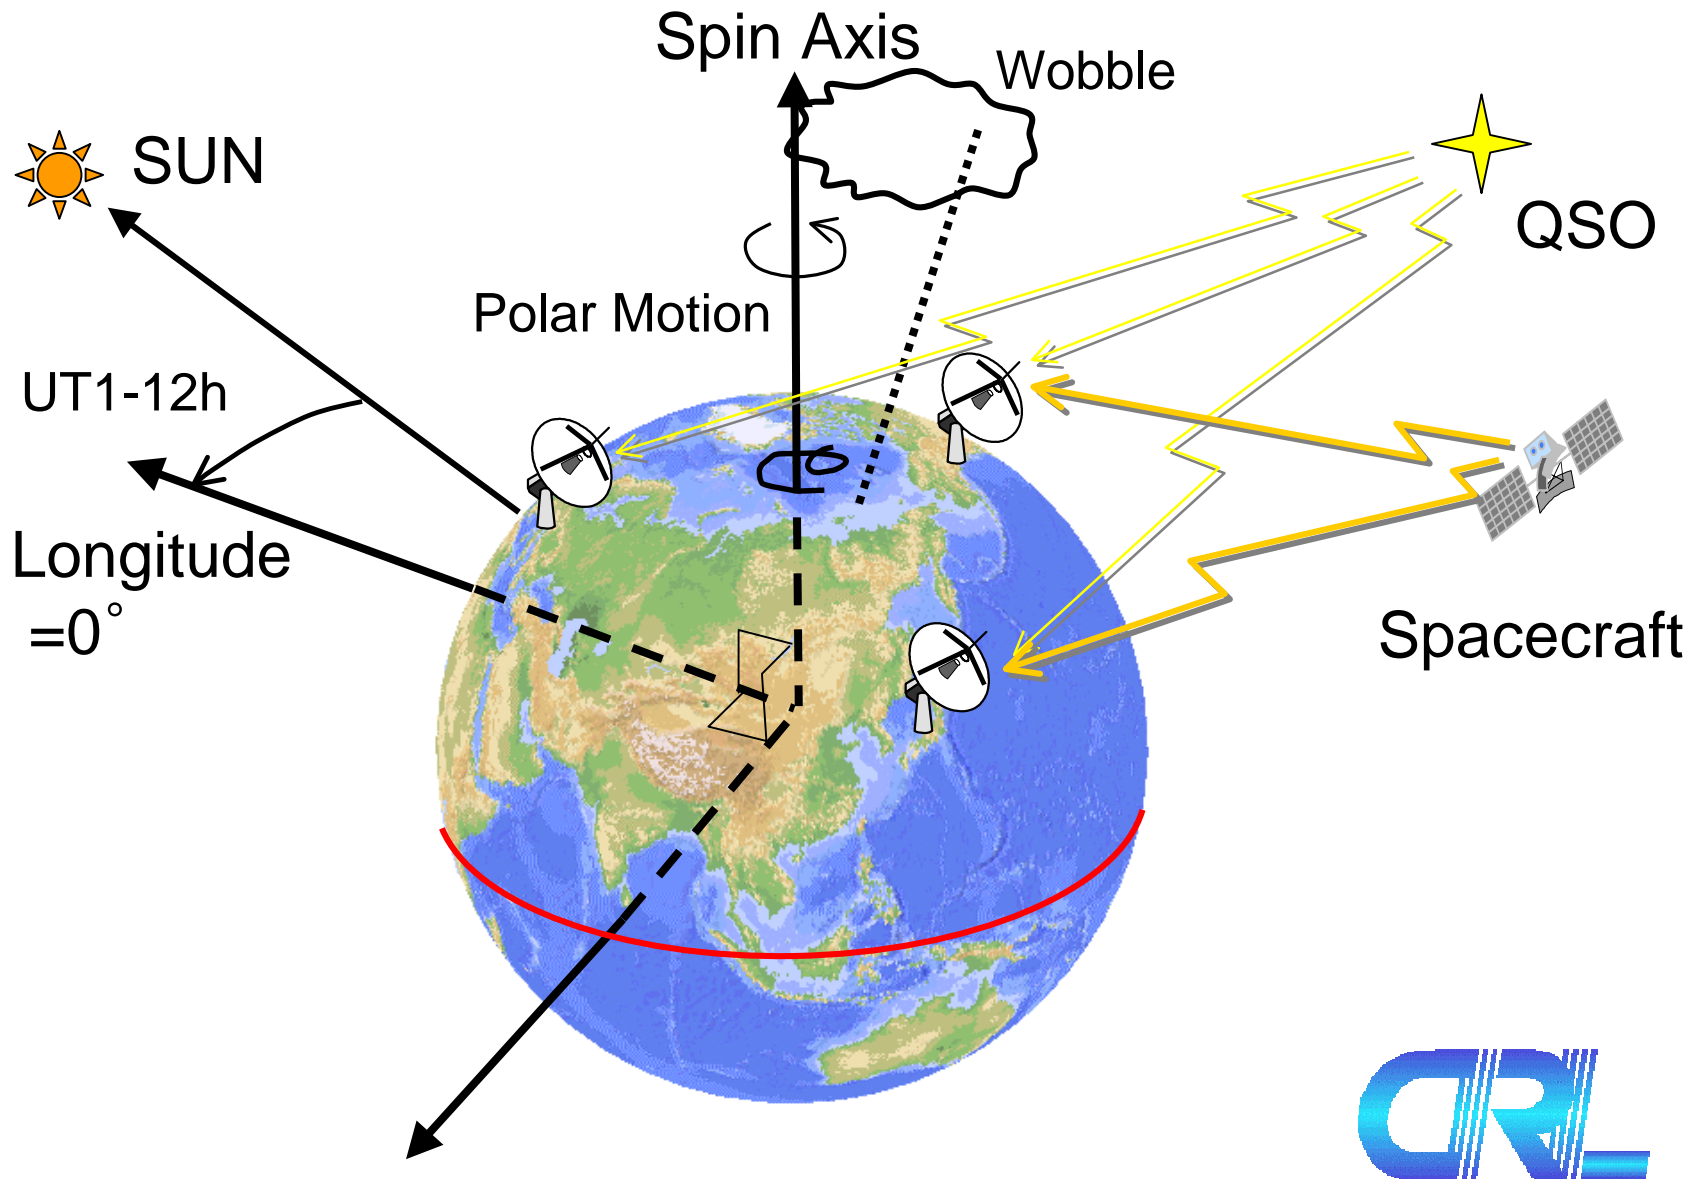 Spin Axis
Wobble
SUN
QSO
Polar Motion
UT1-12h
Longitude
=0°
Spacecraft
CRL